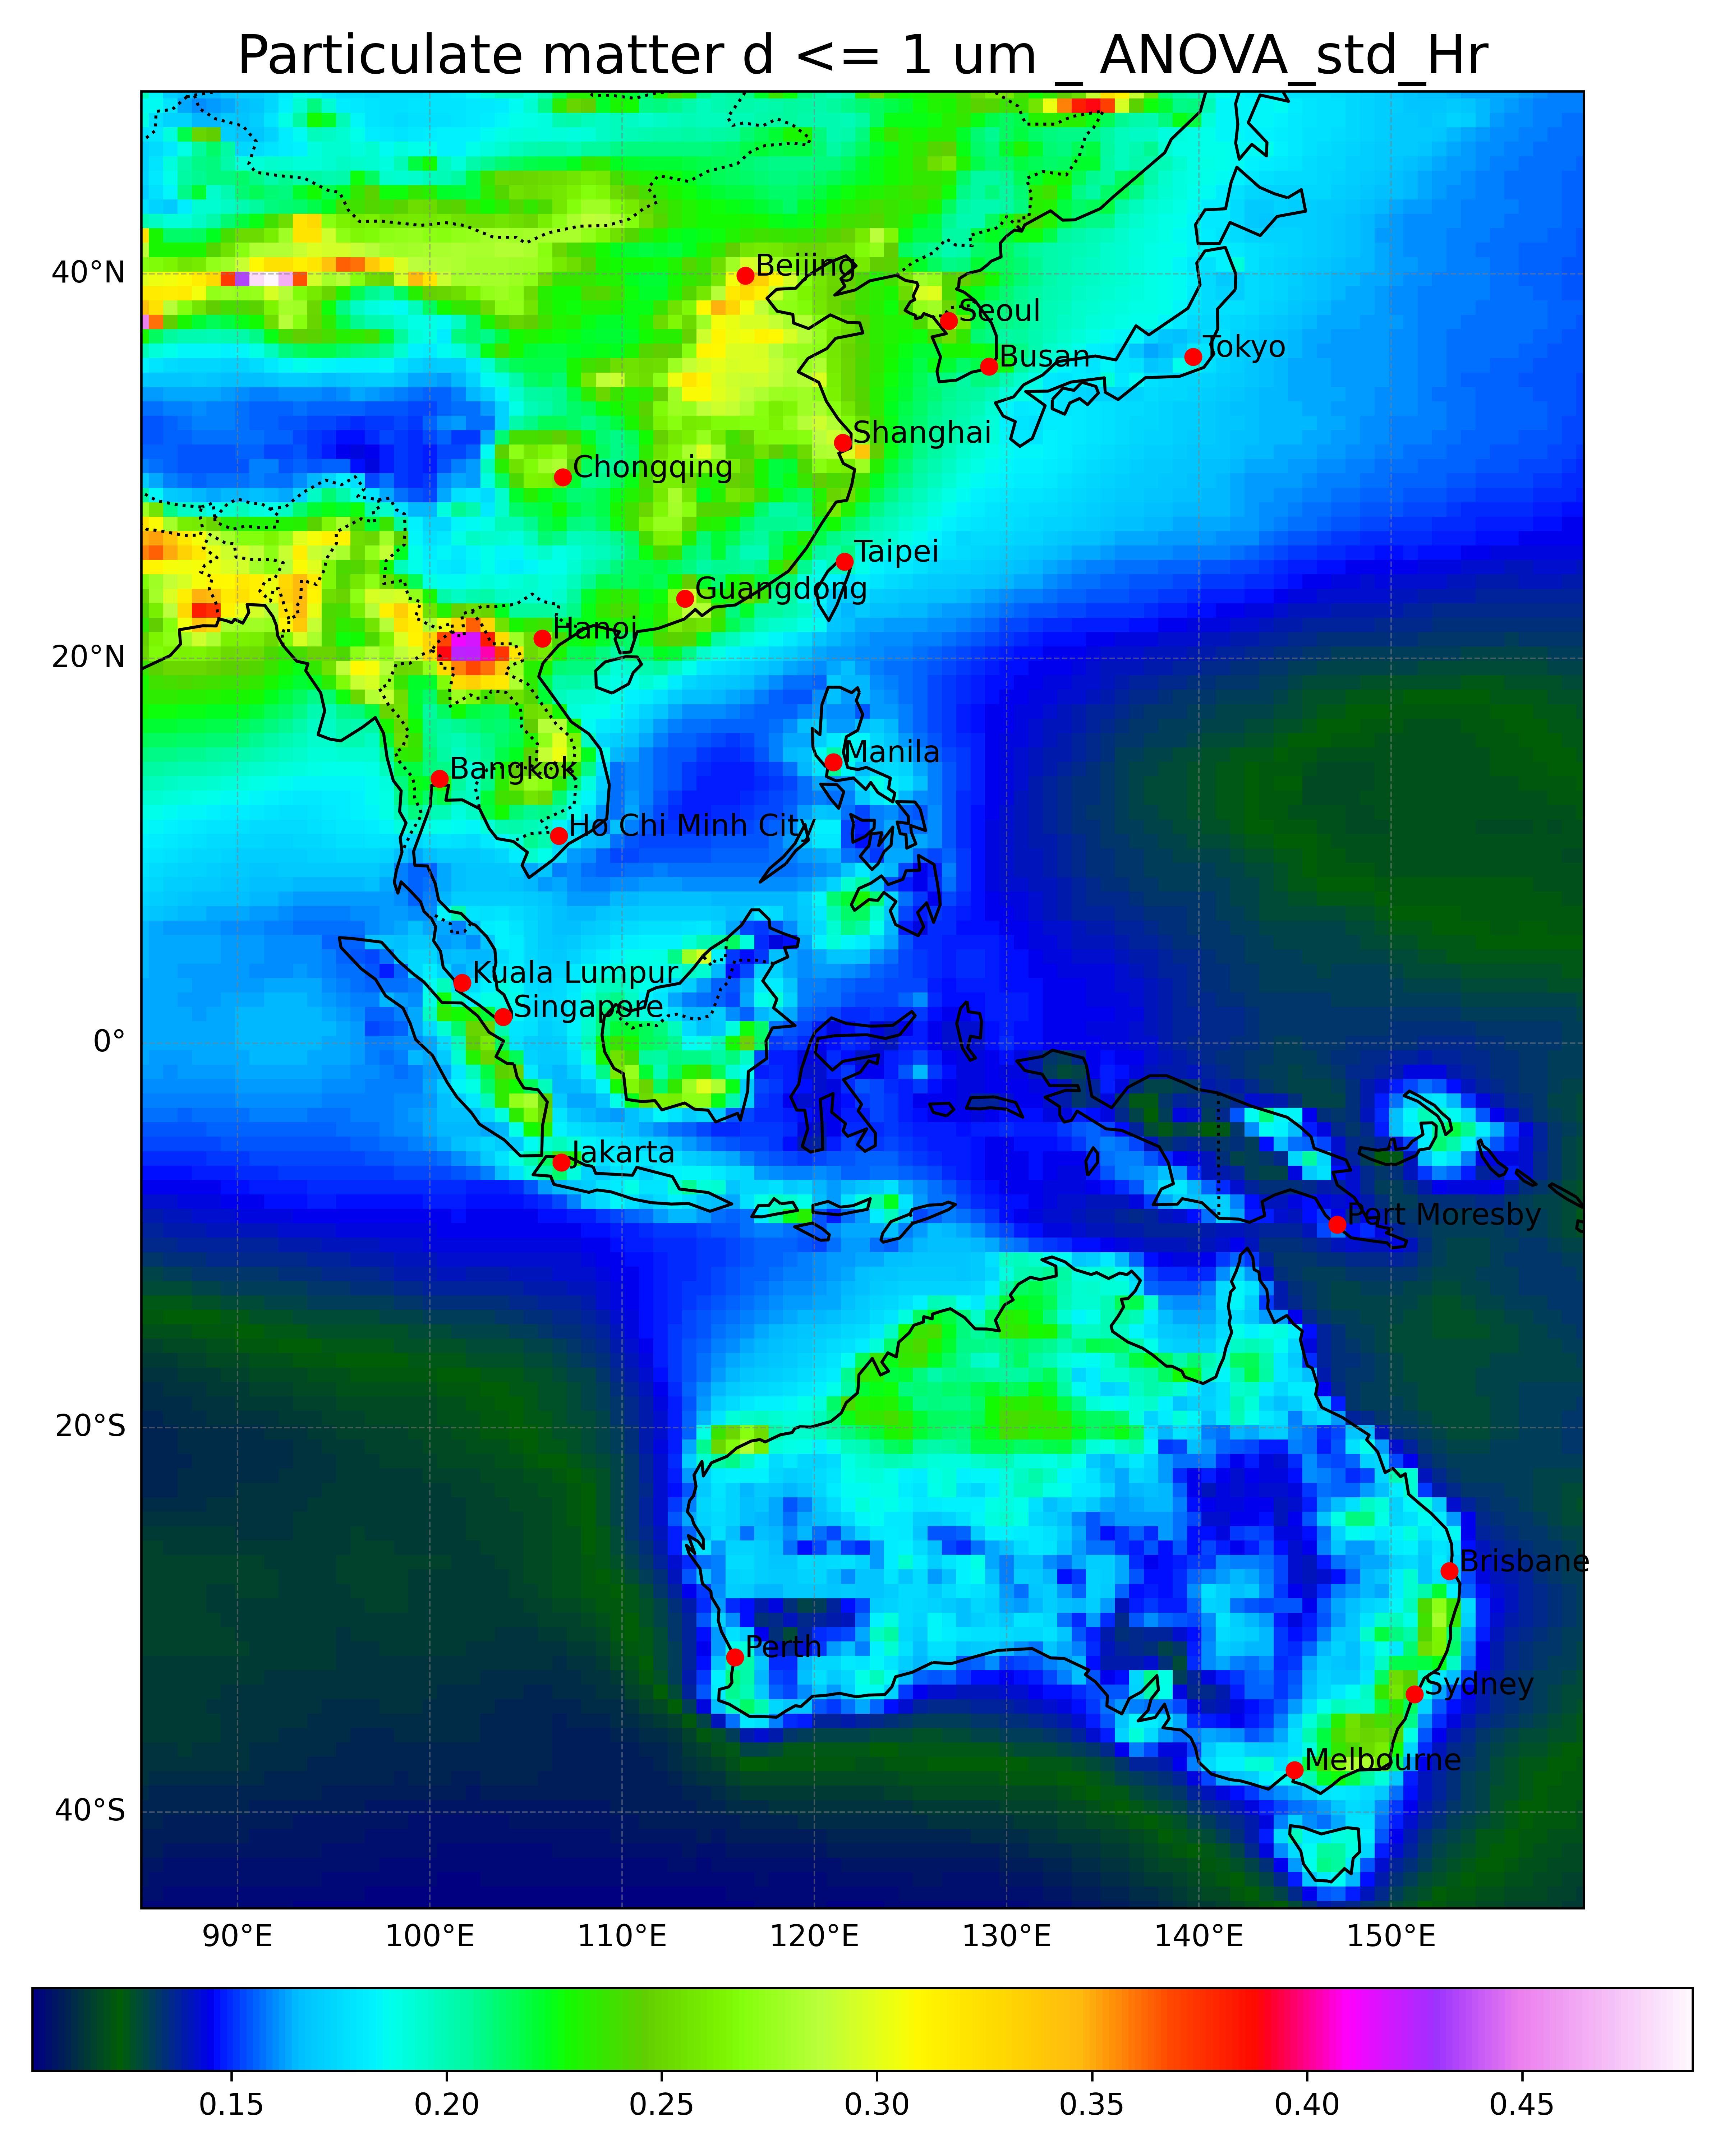 Particulate matter d <= 1 um _ ANOVA_std_Hr
40°N
20°N
0°
20°S
40°S
Beijing
Seoul
Tokyo
Busan
Shanghai
Chongqing
Taipei
Guangdong
Hanoi
Manila
Bangkok
Ho Chi Minh City
Kuala Lumpur
Singapore
Jakarta
Port Moresby
Brisbane
Perth
Sydney
Melbourne
90°E 100°E 110°E 120°E 130°E 140°E 150°E
0.15 0.20 0.25 0.30 0.35 0.40 0.45